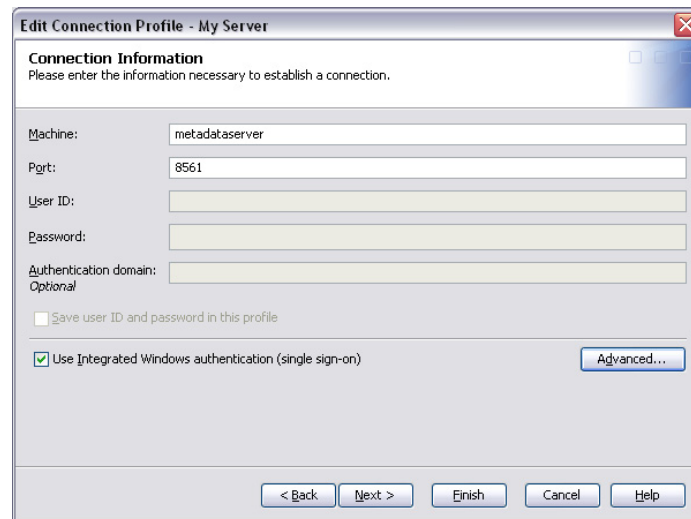 Edit Connection Profile - My Server
Connection Information
Please enter the information necessary to establish a connection.
Machine: metadataserver
Port: 8561
User ID:
Password:
Authentication domain:
Optional
Save user ID and password in this profile
Use Integrated Windows authentication (single sign-on) Advanced...
< Back Next > Finish Cancel Help